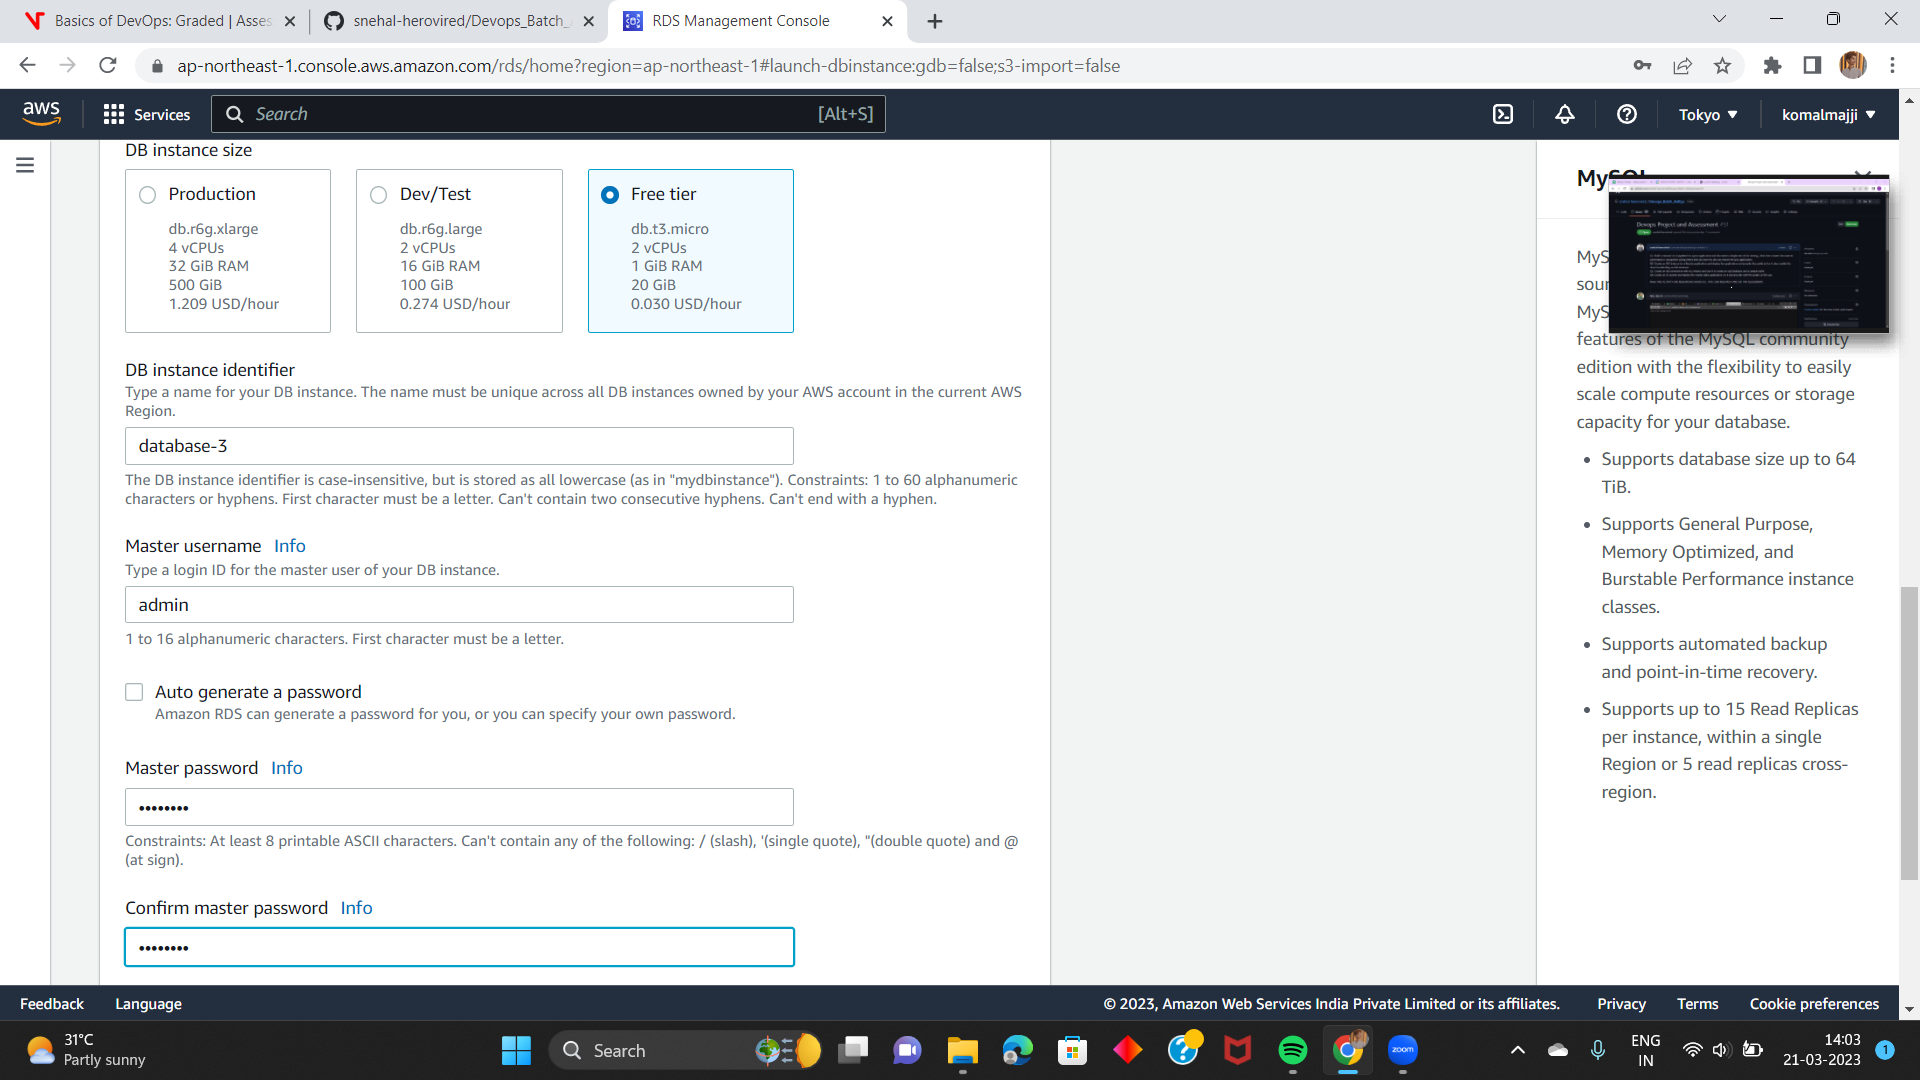 Basics of DevOps: Graded | Asses
snehal-herovired/Devops_Batch_
RDS Management Console
ap-northeast-1.console.aws.amazon.com/rds/home?region=ap-northeast-1#launch-dbinstance:gdb=false;s3-import=false
aws
Services
Search
[Alt+S]
Tokyo
komalmajji
DB instance size
Production
db.r6g.xlarge
4 vCPUs
32 GiB RAM
500 GiB
1.209 USD/hour
Dev/Test
db.r6g.large
2 vCPUs
16 GiB RAM
100 GiB
0.274 USD/hour
Free tier
db.t3.micro
2 vCPUs
1 GiB RAM
20 GiB
0.030 USD/hour
DB instance identifier
Type a name for your DB instance. The name must be unique across all DB instances owned by your AWS account in the current AWS
Region.
database-3
The DB instance identifier is case-insensitive, but is stored as all lowercase (as in "mydbinstance"). Constraints: 1 to 60 alphanumeric
characters or hyphens. First character must be a letter. Can't contain two consecutive hyphens. Can't end with a hyphen.
Master username Info
Type a login ID for the master user of your DB instance.
admin
1 to 16 alphanumeric characters. First character must be a letter.
Auto generate a password
Amazon RDS can generate a password for you, or you can specify your own password.
Master password Info
••••••••
Constraints: At least 8 printable ASCII characters. Can't contain any of the following: / (slash), '(single quote), "(double quote) and @
(at sign).
Confirm master password Info
••••••••
MySQL
Devops Project and Assessment
MyS
sour
MyS
features of the MySQL community
edition with the flexibility to easily
scale compute resources or storage
capacity for your database.
• Supports database size up to 64
TiB.
• Supports General Purpose,
Memory Optimized, and
Burstable Performance instance
classes.
• Supports automated backup
and point-in-time recovery.
• Supports up to 15 Read Replicas
per instance, within a single
Region or 5 read replicas cross-
region.
Feedback
Language
© 2023, Amazon Web Services India Private Limited or its affiliates.
Privacy
Terms
Cookie preferences
31°C
Partly sunny
Search
zoom
ENG
IN
14:03
21-03-2023
1